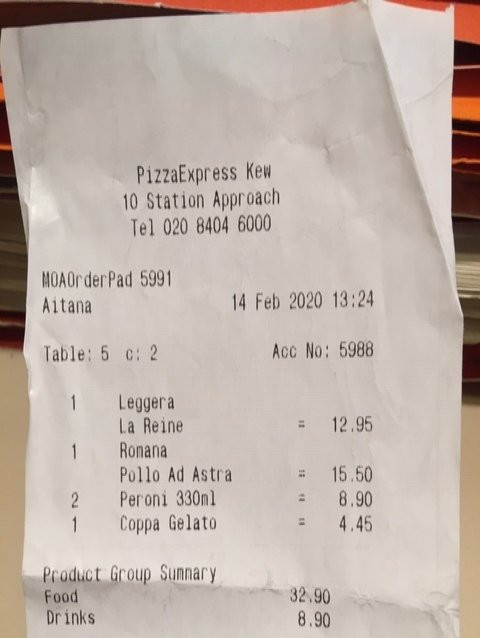 PizzaExpress Kew
10 Station Approach
Tel 020 8404 6000
MOAOrderPad 5991
Aitana 14 Feb 2020 13:24
Table: 5 c: 2 Acc No: 5988
1 Leggera
La Reine = 12.95
1 Romana
Pollo Ad Astra = 15.50
2 Peroni 330ml = 8.90
1 Coppa Gelato = 4.45
Product Group Summary
Food 32.90
Drinks 8.90